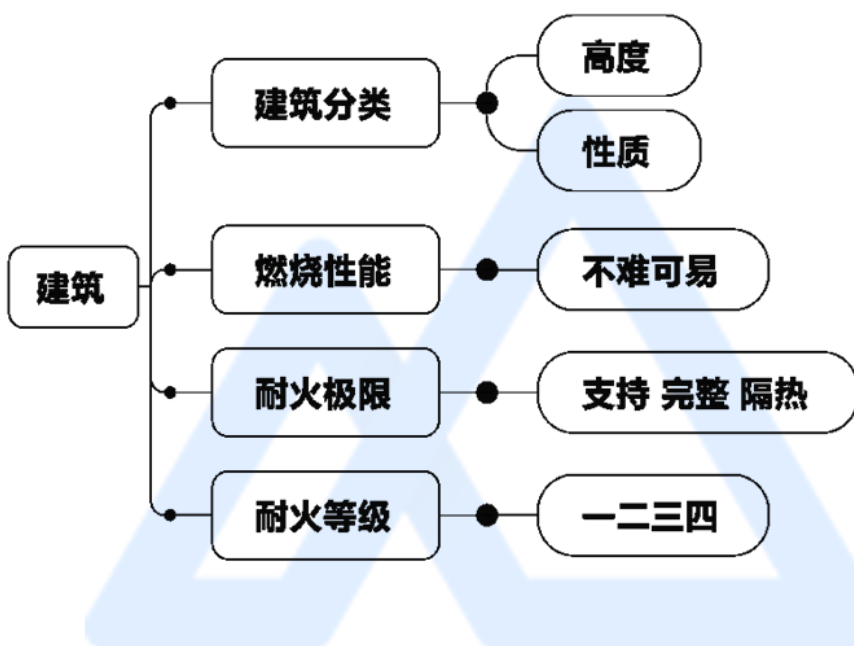 建筑
建筑分类
高度
性质
燃烧性能
不难可易
耐火极限
支持 完整 隔热
耐火等级
一二三四